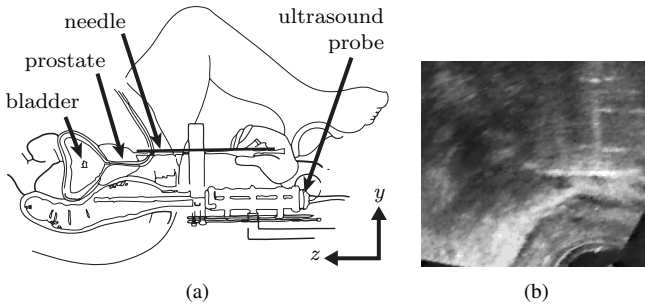 needle
prostate
bladder
ultrasound
probe
y
z
(a)
(b)